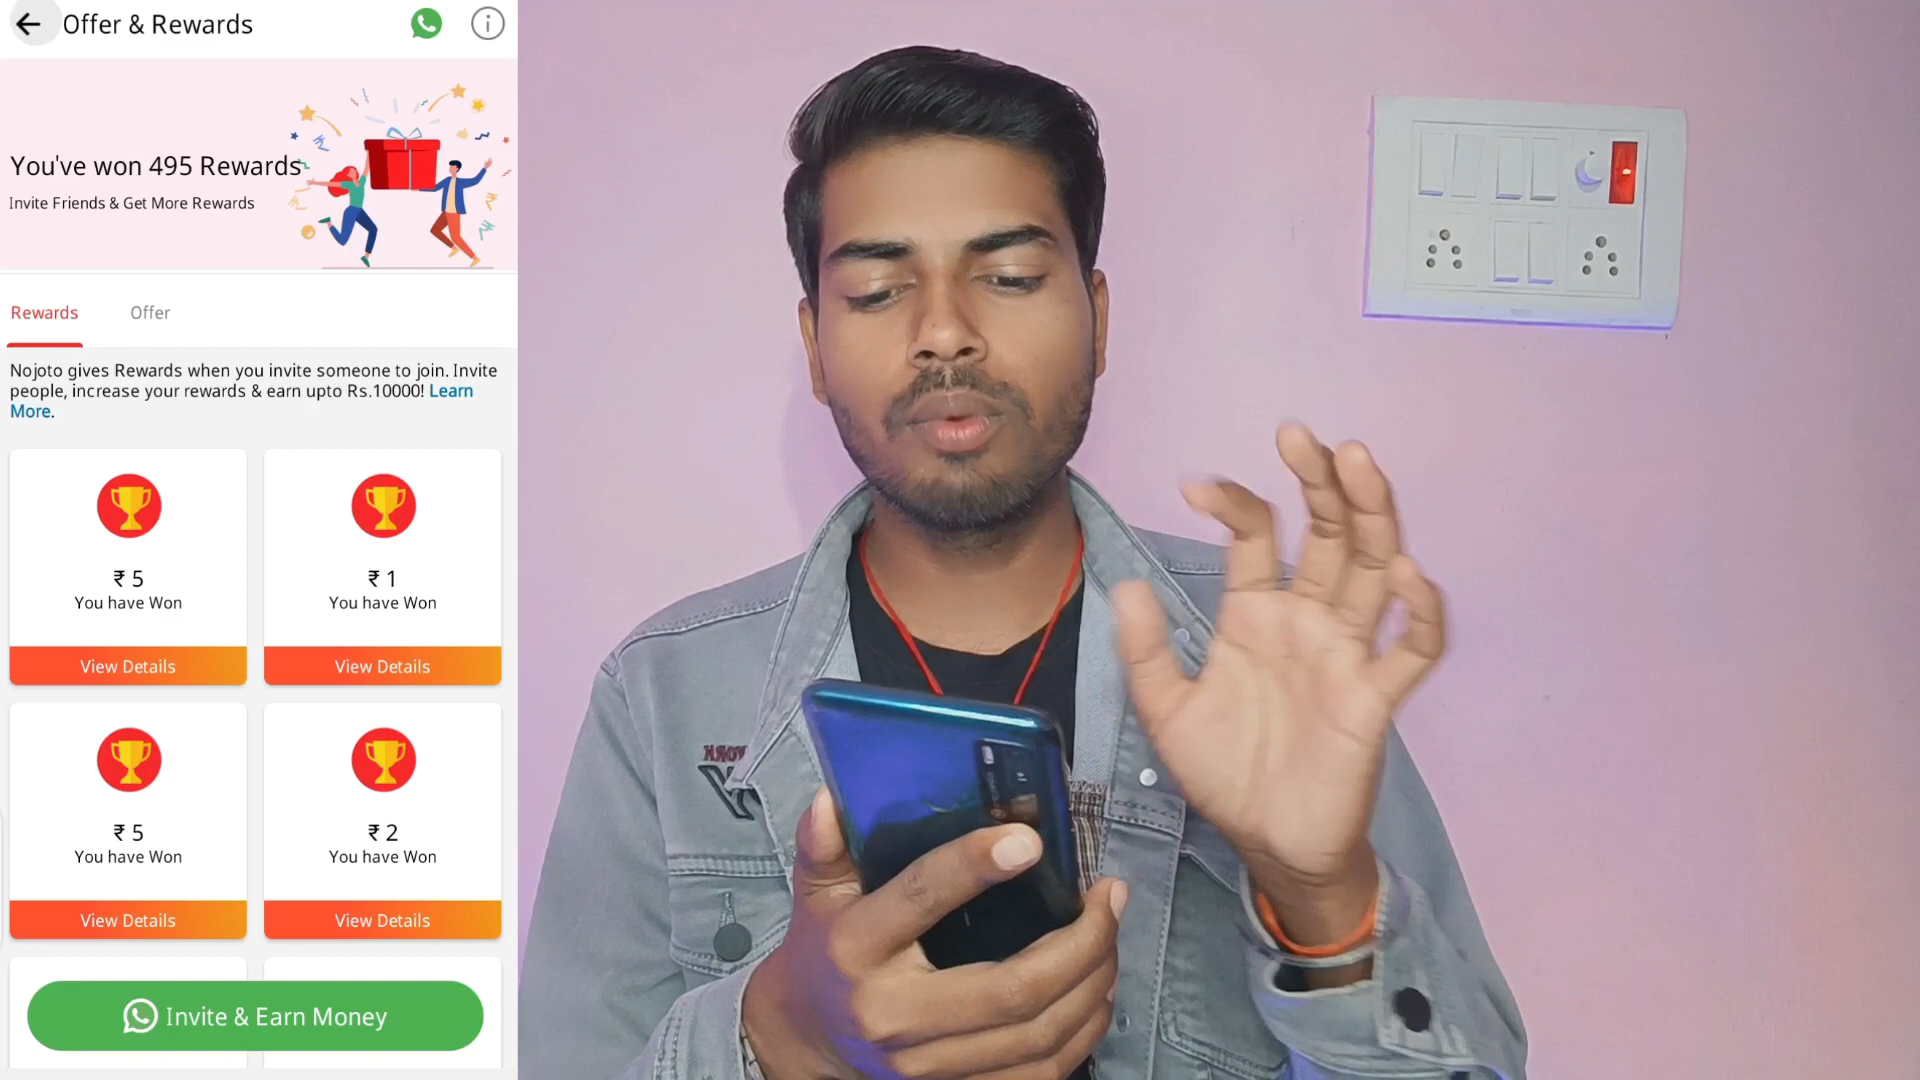 Offer & Rewards
You've won 495 Rewards
Invite Friends & Get More Rewards
Rewards
Offer
Nojoto gives Rewards when you invite someone to join. Invite
people, increase your rewards & earn upto Rs.10000! Learn
More.
₹ 5
You have Won
View Details
₹ 1
You have Won
View Details
₹ 5
You have Won
View Details
₹ 2
You have Won
View Details
Invite & Earn Money